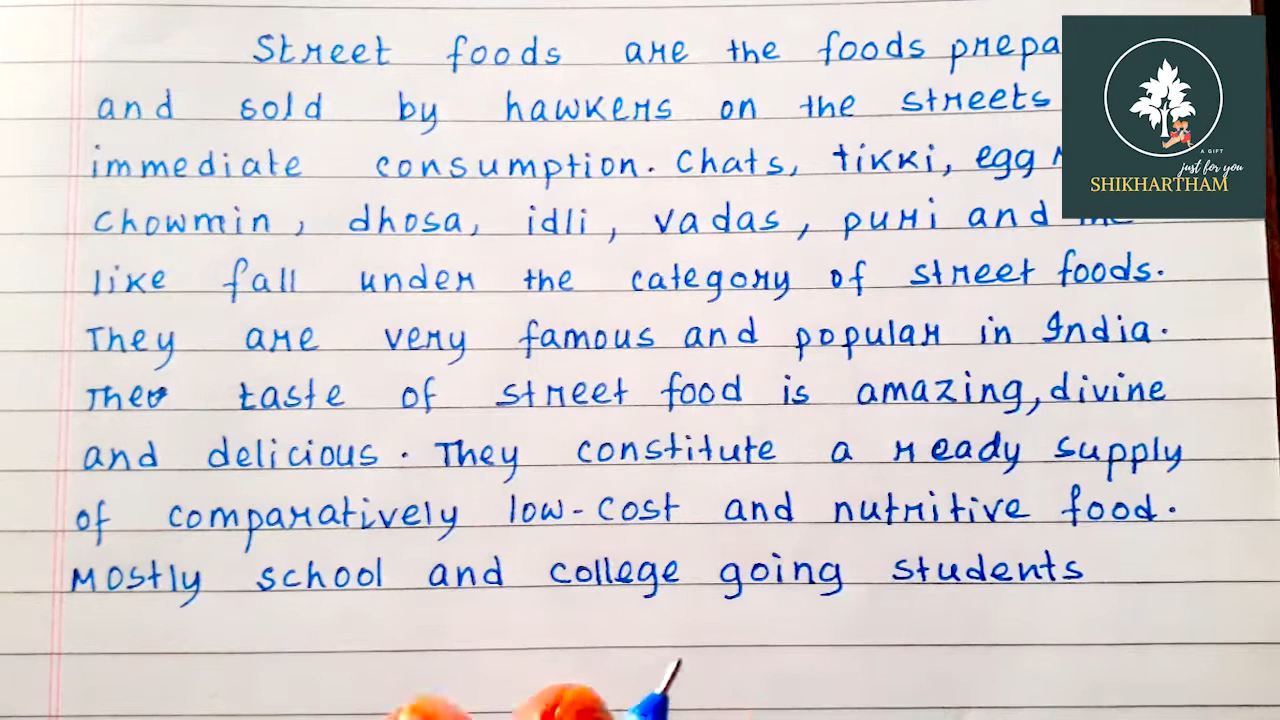 Street foods are the foods prepa
and sold by hawkers on the streets
immediate consumption. Chats, tikki, egg
Chowmin, dhosa, idli, vadas, puri and the
like fall under the category of street foods.
They are very famous and popular in India.
The taste of street food is amazing, divine
and delicious. They constitute a ready supply
of comparatively low-cost and nutritive food.
Mostly school and college going students
A GIFT
just for you
SHIKHARTHAM